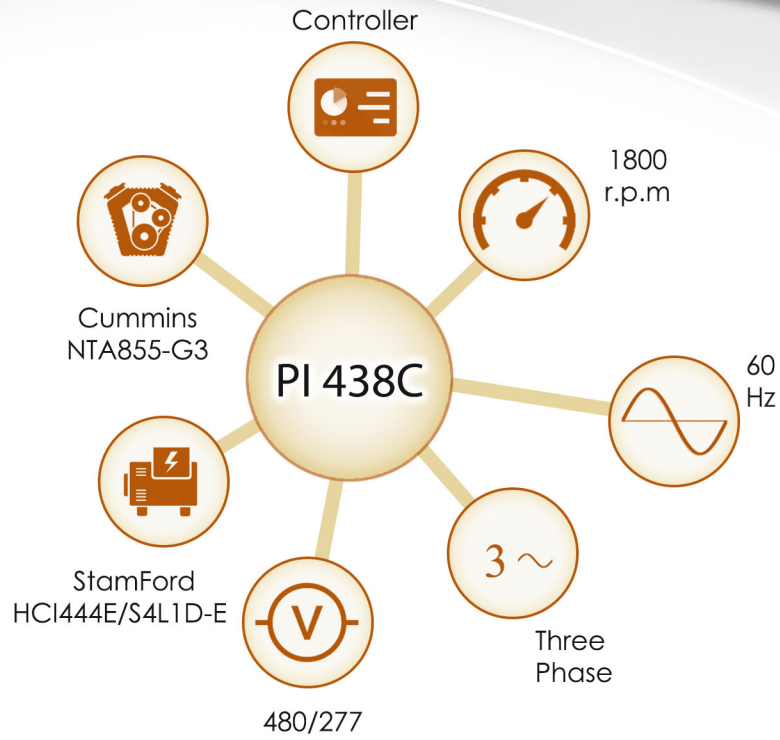 Controller
1800
r.p.m
Cummins
NTA855-G3
PI 438C
60
Hz
StamFord
HCI444E/S4L1D-E
3 ~
V
Three
Phase
480/277